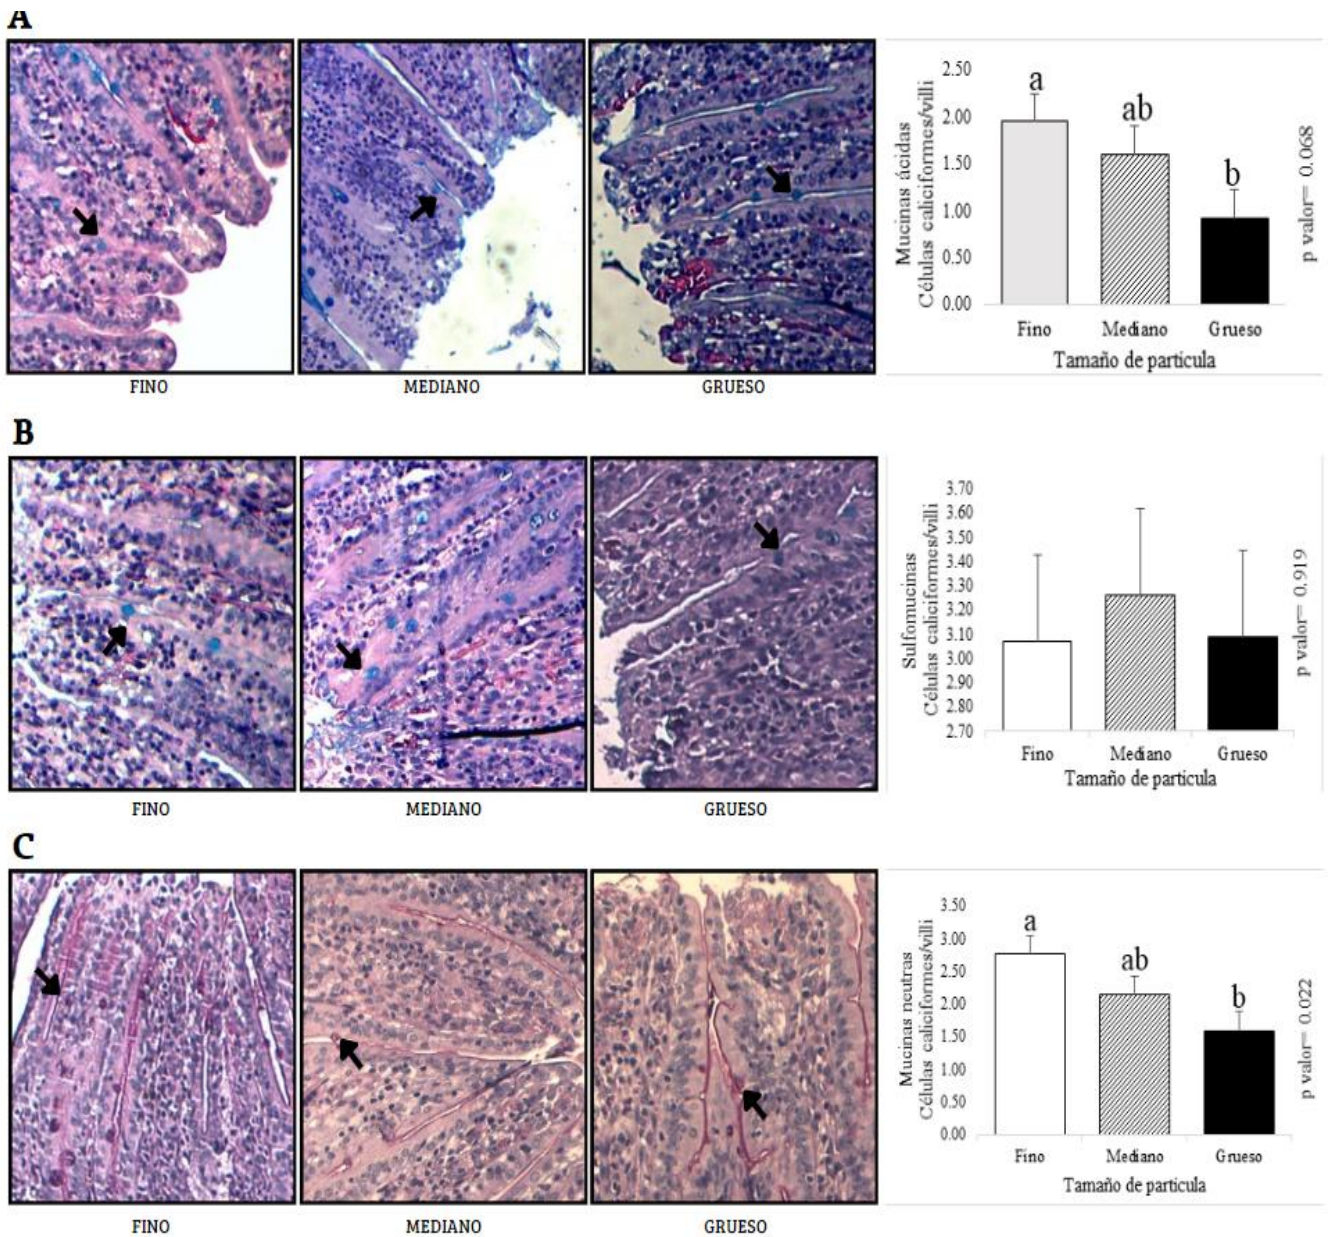 A
FINO
MEDIANO
GRUESO
Mucinas ácidas
Células caliciformes/villi
2.50
2.00
1.50
1.00
0.50
0.00
a
ab
b
Fino
Mediano
Grueso
Tamaño de partícula
p valor= 0.068
B
FINO
MEDIANO
GRUESO
Sulfomucinas
Células caliciformes/villi
3.70
3.60
3.50
3.40
3.30
3.20
3.10
3.00
2.90
2.80
2.70
Fino
Mediano
Grueso
Tamaño de partícula
p valor= 0.919
C
FINO
MEDIANO
GRUESO
Mucinas neutras
Células caliciformes/villi
3.50
3.00
2.50
2.00
1.50
1.00
0.50
0.00
a
ab
b
Fino
Mediano
Grueso
Tamaño de partícula
p valor= 0.022